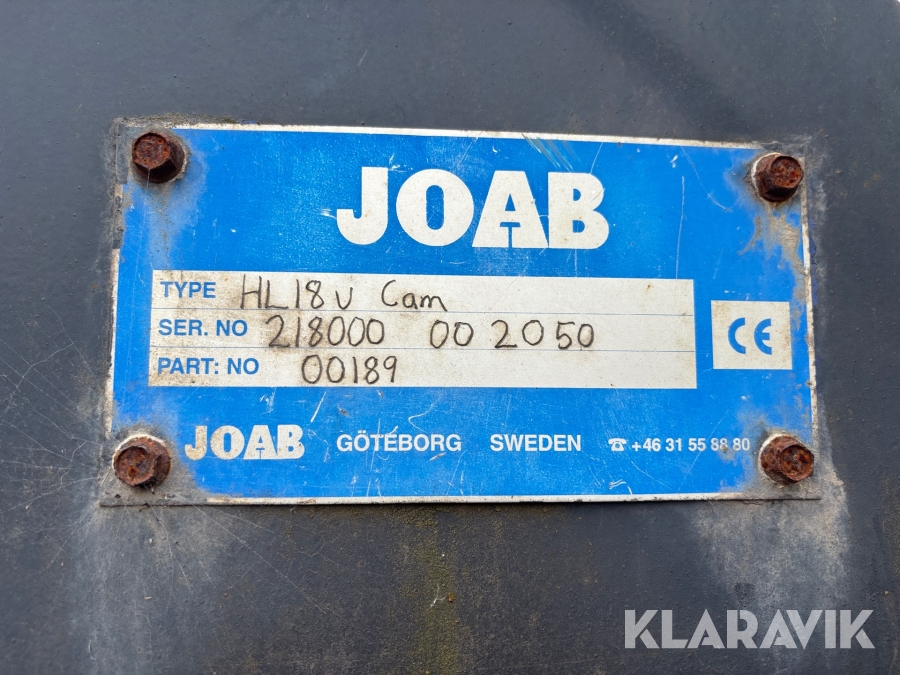 JOAB
TYPE HL18u Cam
SER. NO 218000 002050
PART: NO 00189
CE
JOAB GÖTEBORG SWEDEN ☎ +46 31 55 88 80
KLARAVIK